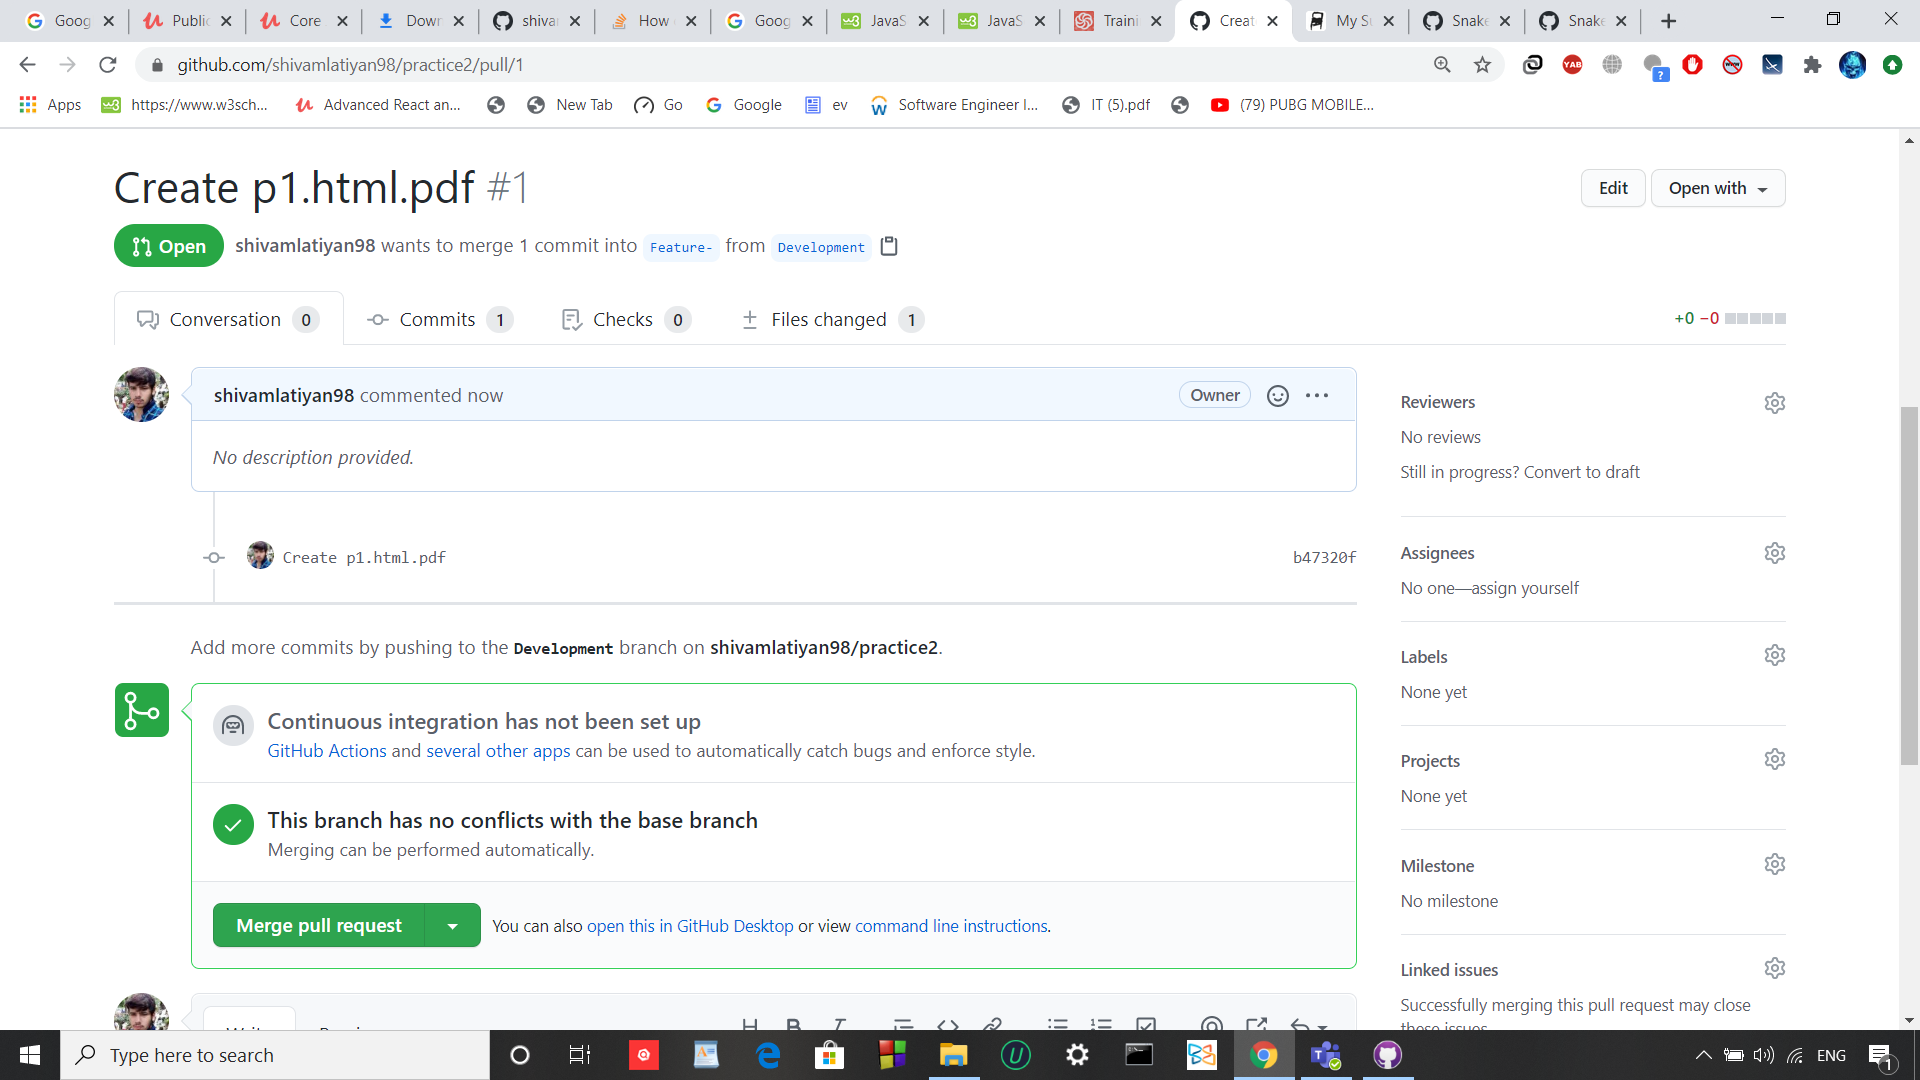 Goog
Public
Core
Down
shivar
How
Goog
JavaS
JavaS
Traini
Creat
My S
Snake
Snake
github.com/shivamlatiyan98/practice2/pull/1
Apps
https://www.w3sch...
Advanced React an...
New Tab
Go
Google
ev
Software Engineer I...
IT (5).pdf
(79) PUBG MOBILE...
Create p1.html.pdf #1
Edit
Open with
Open
shivamlatiyan98 wants to merge 1 commit into Feature- from Development
Conversation 0
Commits 1
Checks 0
Files changed 1
+0 −0
shivamlatiyan98 commented now
Owner
No description provided.
Create p1.html.pdf
b47320f
Add more commits by pushing to the Development branch on shivamlatiyan98/practice2.
Continuous integration has not been set up
GitHub Actions and several other apps can be used to automatically catch bugs and enforce style.
This branch has no conflicts with the base branch
Merging can be performed automatically.
Merge pull request
You can also open this in GitHub Desktop or view command line instructions.
Reviewers
No reviews
Still in progress? Convert to draft
Assignees
No one—assign yourself
Labels
None yet
Projects
None yet
Milestone
No milestone
Linked issues
Successfully merging this pull request may close
these issues
Type here to search
ENG
1